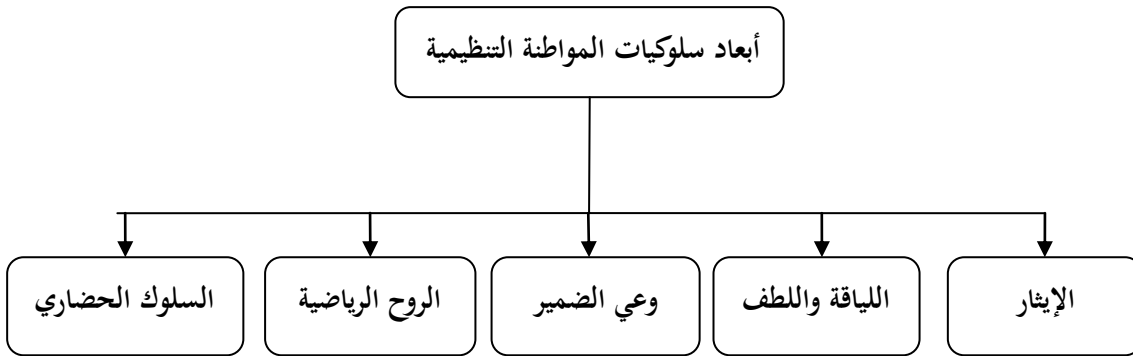 أبعاد سلوكيات المواطنة التنظيمية
الإيثار
اللياقة واللطف
وعي الضمير
الروح الرياضية
السلوك الحضاري